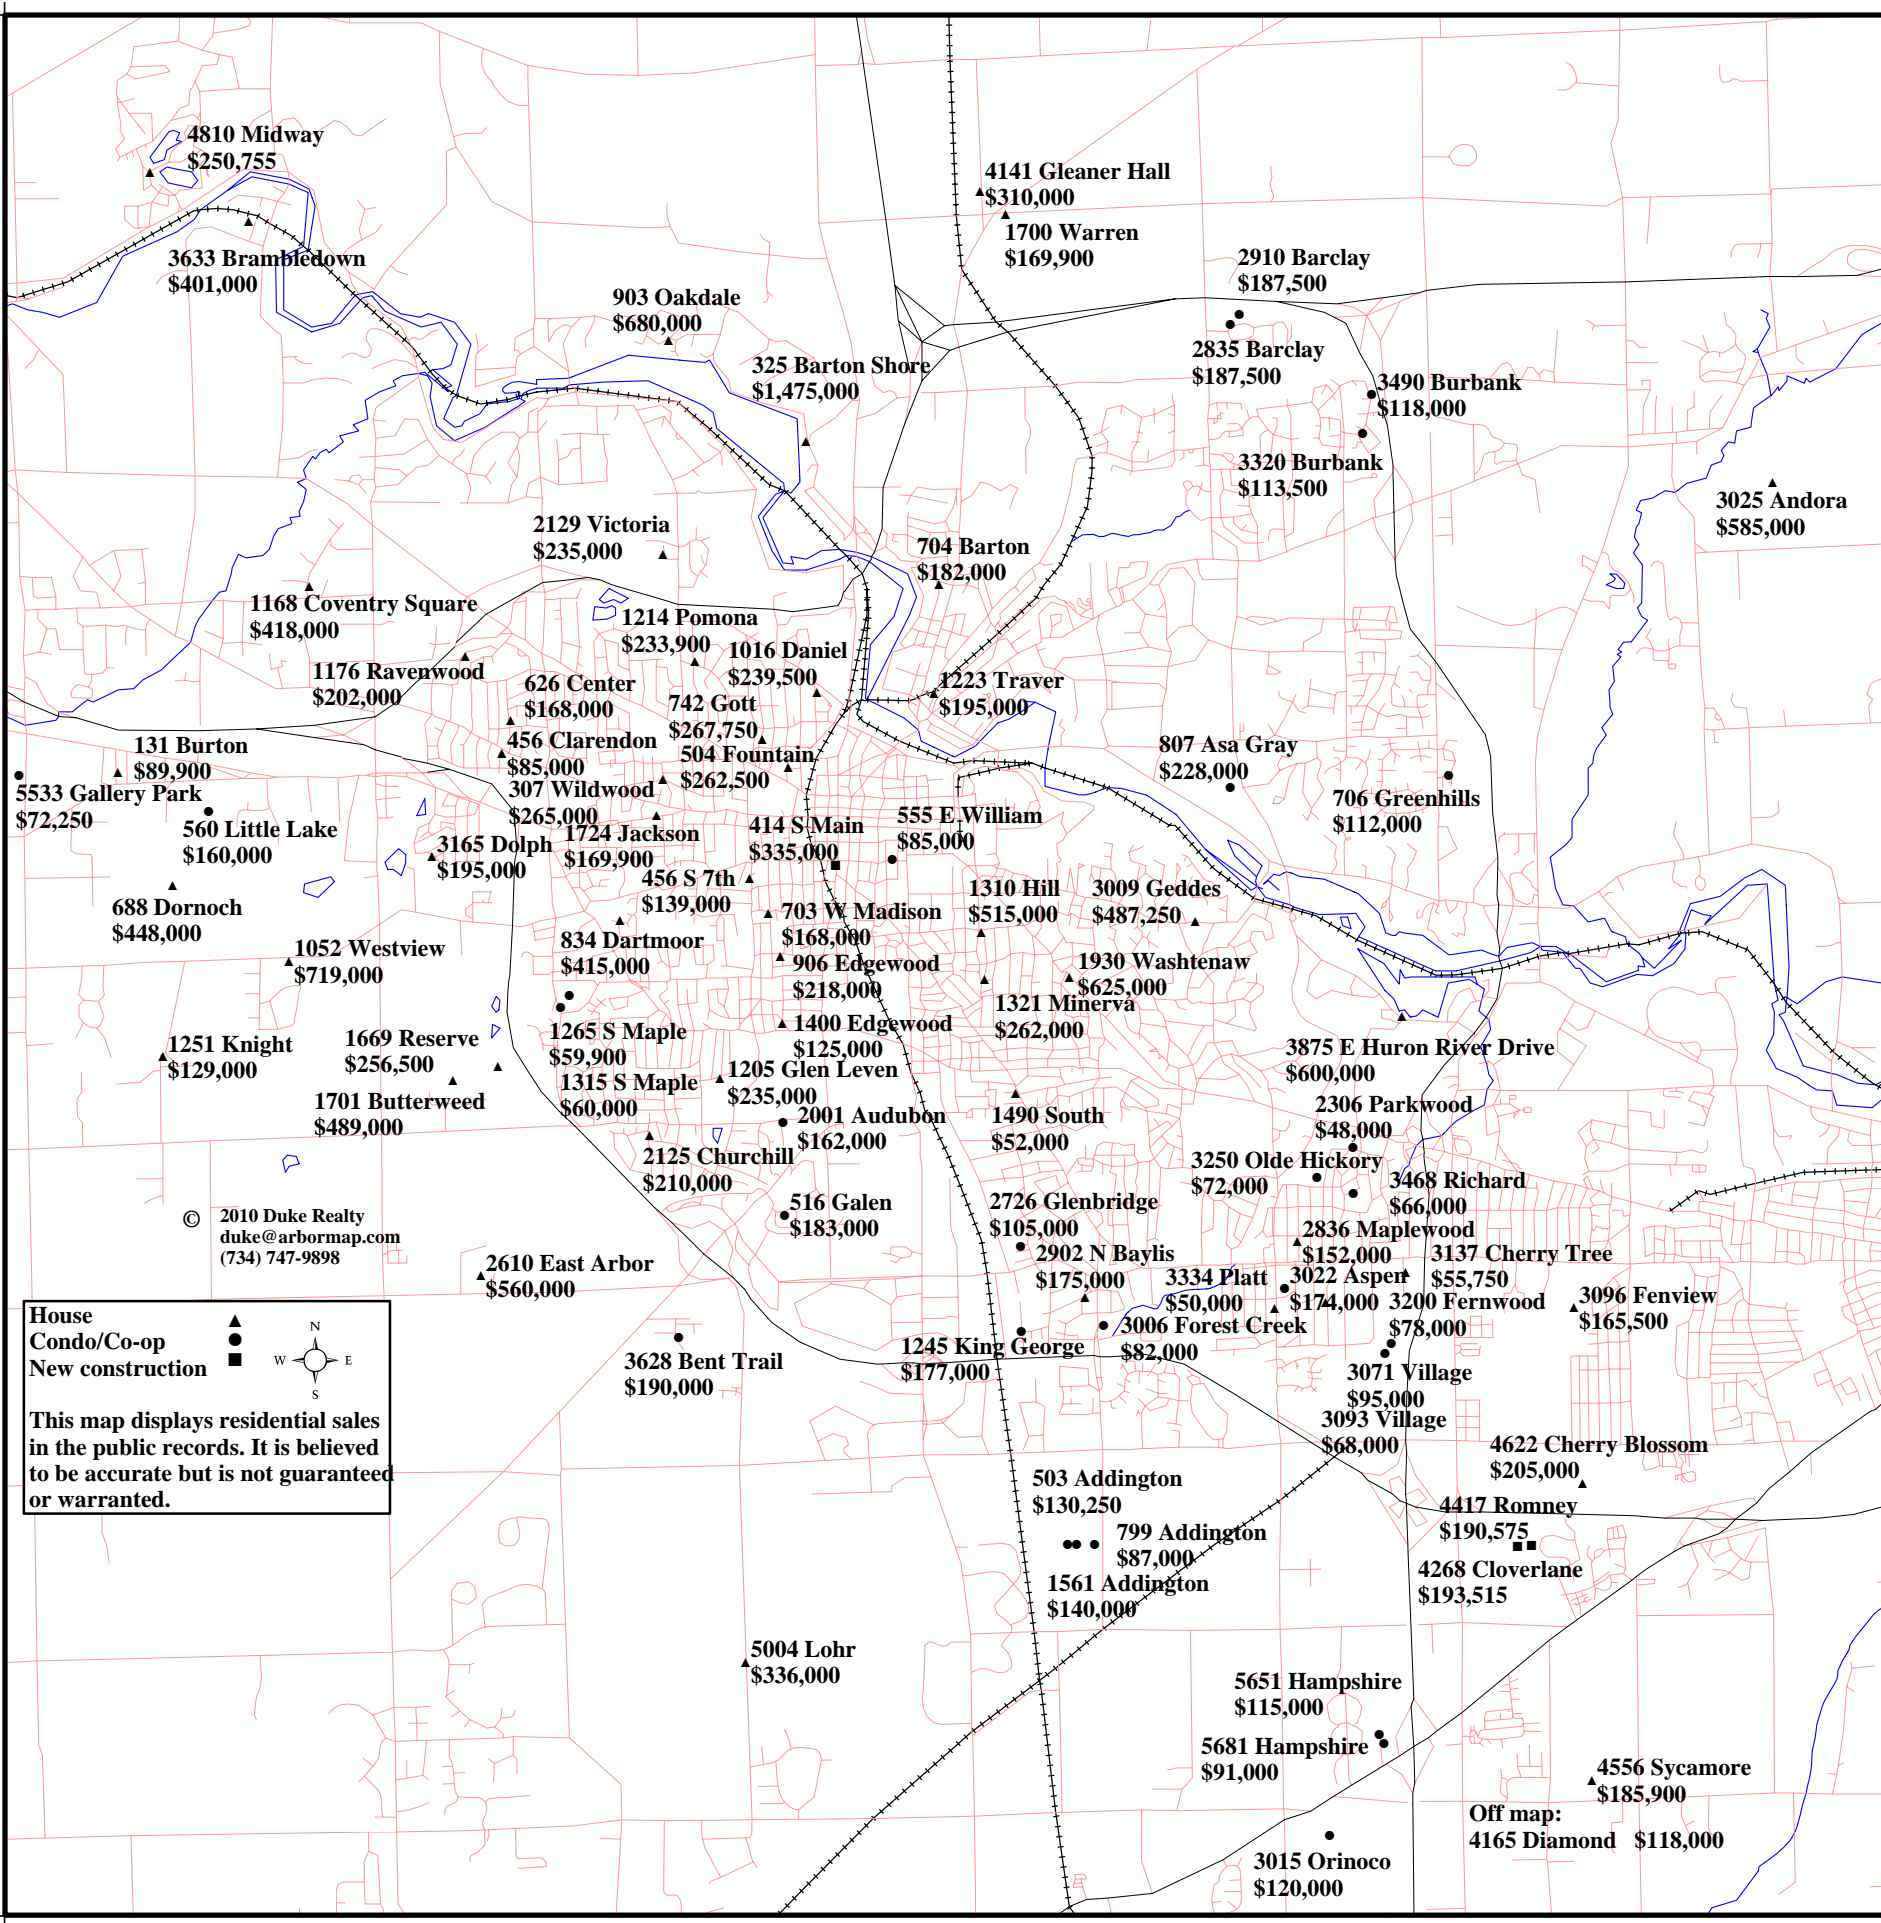 4810 Midway
$250,755
4141 Gleaner Hall
$310,000
1700 Warren
$169,900
3633 Brambledown
$401,000
2910 Barclay
$187,500
903 Oakdale
$680,000
2835 Barclay
$187,500
325 Barton Shore
$1,475,000
3490 Burbank
$118,000
3320 Burbank
$113,500
3025 Andora
$585,000
2129 Victoria
$235,000
704 Barton
$182,000
1168 Coventry Square
$418,000
1214 Pomona
$233,900
1016 Daniel
$239,500
1176 Ravenwood
$202,000
626 Center
$168,000
742 Gott
$267,750
1223 Traver
$195,000
131 Burton
$89,900
456 Clarendon
$85,000
504 Fountain
$262,500
807 Asa Gray
$228,000
5533 Gallery Park
$72,250
307 Wildwood
$265,000
706 Greenhills
$112,000
560 Little Lake
$160,000
3165 Dolph
$195,000
1724 Jackson
$169,900
414 S Main
$335,000
555 E William
$85,000
456 S 7th
$139,000
1310 Hill
$515,000
3009 Geddes
$487,250
688 Dornoch
$448,000
703 W Madison
$168,000
834 Dartmoor
$415,000
1052 Westview
$719,000
906 Edgewood
$218,000
1930 Washtenaw
$625,000
1321 Minerva
$262,000
1251 Knight
$129,000
1669 Reserve
$256,500
1265 S Maple
$59,900
1400 Edgewood
$125,000
3875 E Huron River Drive
$600,000
1701 Butterweed
$489,000
1315 S Maple
$60,000
1205 Glen Leven
$235,000
2001 Audubon
$162,000
1490 South
$52,000
2306 Parkwood
$48,000
2125 Churchill
$210,000
3250 Olde Hickory
$72,000
3468 Richard
$66,000
516 Galen
$183,000
2726 Glenbridge
$105,000
© 2010 Duke Realty
duke@arbormap.com
(734) 747-9898
2836 Maplewood
$152,000
2902 N Baylis
$175,000
3137 Cherry Tree
$55,750
2610 East Arbor
$560,000
3334 Platt
$50,000
3022 Aspen
$174,000
3200 Fernwood
$78,000
3096 Fenview
$165,500
3006 Forest Creek
$82,000
1245 King George
$177,000
3628 Bent Trail
$190,000
3071 Village
$95,000
3093 Village
$68,000
House
Condo/Co-op
New construction
N
W E
S
This map displays residential sales
in the public records. It is believed
to be accurate but is not guaranteed
or warranted.
4622 Cherry Blossom
$205,000
503 Addington
$130,250
4417 Romney
$190,575
799 Addington
$87,000
4268 Cloverlane
$193,515
1561 Addington
$140,000
5004 Lohr
$336,000
5651 Hampshire
$115,000
5681 Hampshire
$91,000
4556 Sycamore
$185,900
Off map:
4165 Diamond $118,000
3015 Orinoco
$120,000